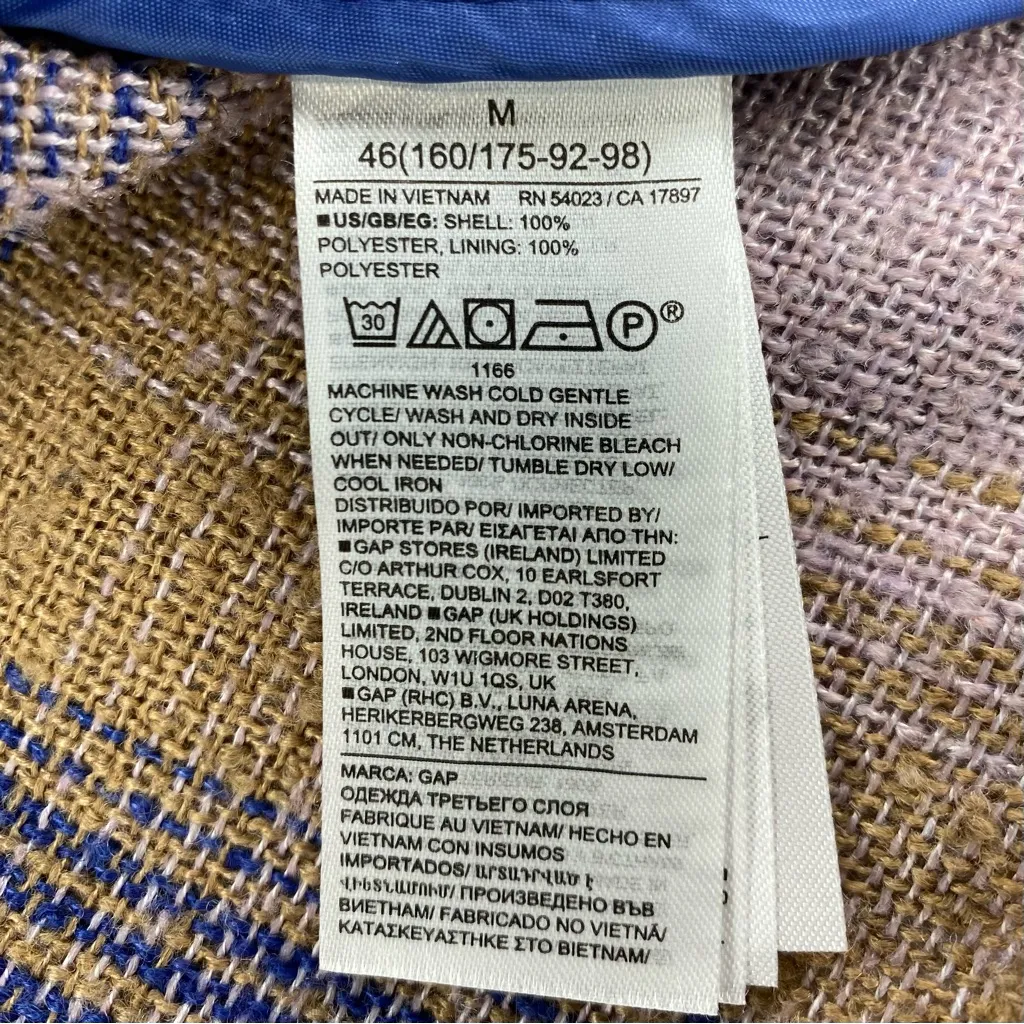 M
46(160/175-92-98)
MADE IN VIETNAM RN 54023 / CA 17897
■US/GB/EG: SHELL: 100%
POLYESTER, LINING: 100%
POLYESTER
30 P ®
1166
MACHINE WASH COLD GENTLE
CYCLE/ WASH AND DRY INSIDE
OUT/ ONLY NON-CHLORINE BLEACH
WHEN NEEDED/ TUMBLE DRY LOW/
COOL IRON
DISTRIBUIDO POR/ IMPORTED BY/
IMPORTE PAR/ ΕΙΣΑΓΕΤΑΙ ΑΠΟ ΤΗΝ:
■GAP STORES (IRELAND) LIMITED
C/O ARTHUR COX, 10 EARLSFORT
TERRACE, DUBLIN 2, D02 T380,
IRELAND ■GAP (UK HOLDINGS)
LIMITED, 2ND FLOOR NATIONS
HOUSE, 103 WIGMORE STREET,
LONDON, W1U 1QS, UK
■GAP (RHC) B.V., LUNA ARENA,
HERIKERBERGWEG 238, AMSTERDAM
1101 CM, THE NETHERLANDS
MARCA: GAP
ОДЕЖДА ТРЕТЬЕГО СЛОЯ
FABRIQUE AU VIETNAM/ HECHO EN
VIETNAM CON INSUMOS
IMPORTADOS/ ԱՐՏԱԴՐՎԱԾ Է
ՎԻԵՏՆԱՄՈՒՄ/ ПРОИЗВЕДЕНО ВЪВ
ВИЕТНАМ/ FABRICADO NO VIETNÃ/
ΚΑΤΑΣΚΕΥΑΣΤΗΚΕ ΣΤΟ ΒΙΕΤΝΑΜ/